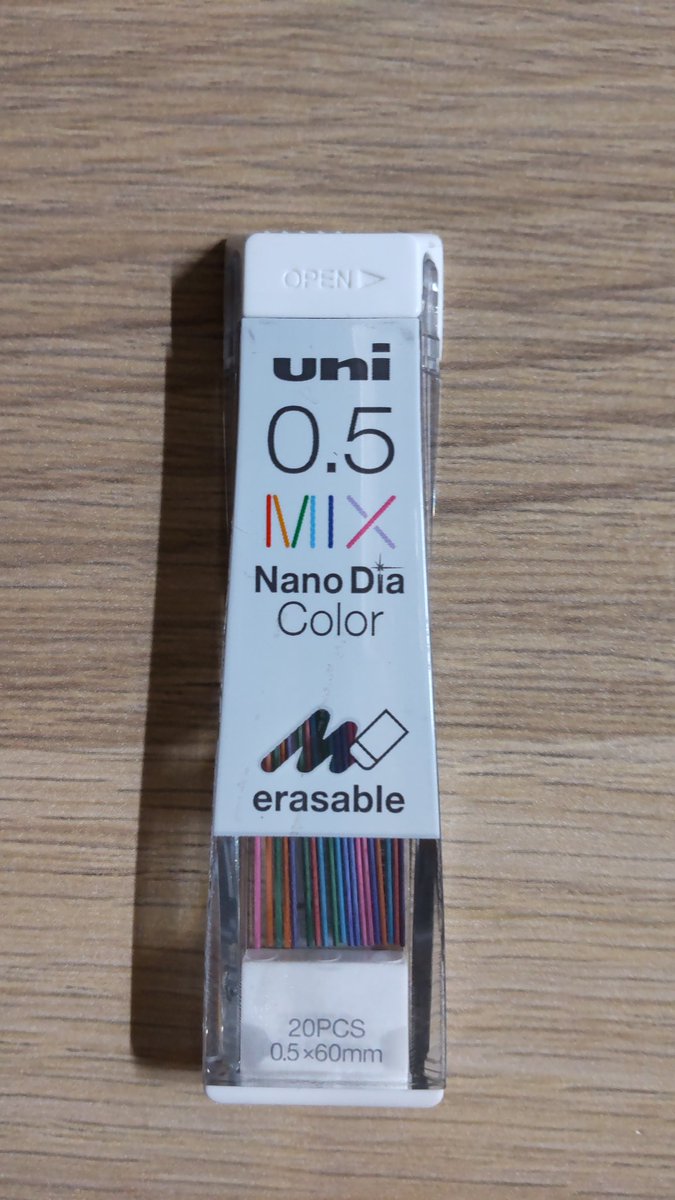 OPEN
uni
0.5
MIX
Nano Dia
Color
erasable
20PCS
0.5×60mm